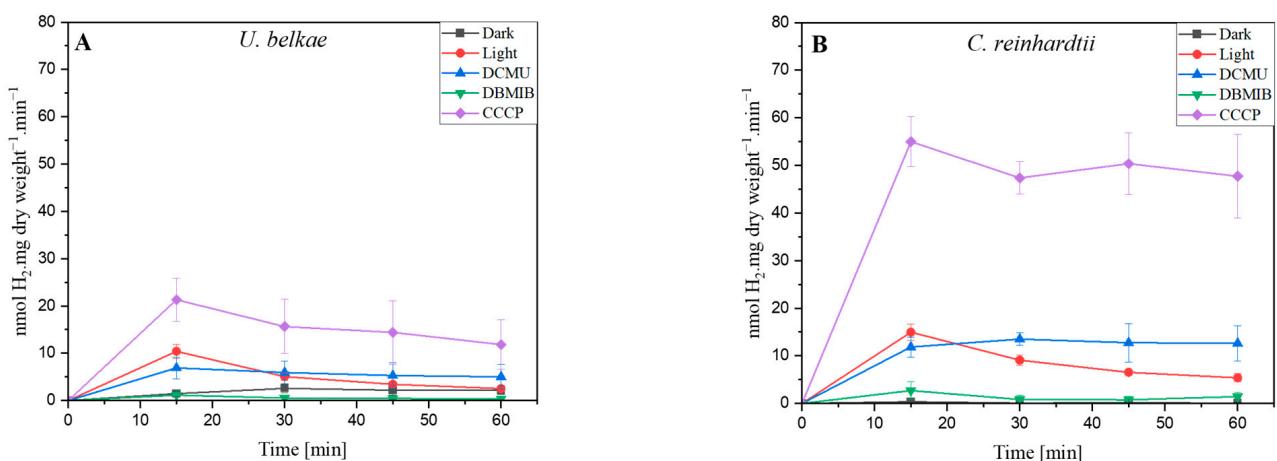 A
U. belkae
Dark
Light
DCMU
DBMIB
CCCP
80
70
60
50
40
30
20
10
0
nmol H₂.mg dry weight⁻¹.min⁻¹
0 10 20 30 40 50 60
Time [min]
B
C. reinhardtii
Dark
Light
DCMU
DBMIB
CCCP
80
70
60
50
40
30
20
10
0
nmol H₂.mg dry weight⁻¹.min⁻¹
0 10 20 30 40 50 60
Time [min]